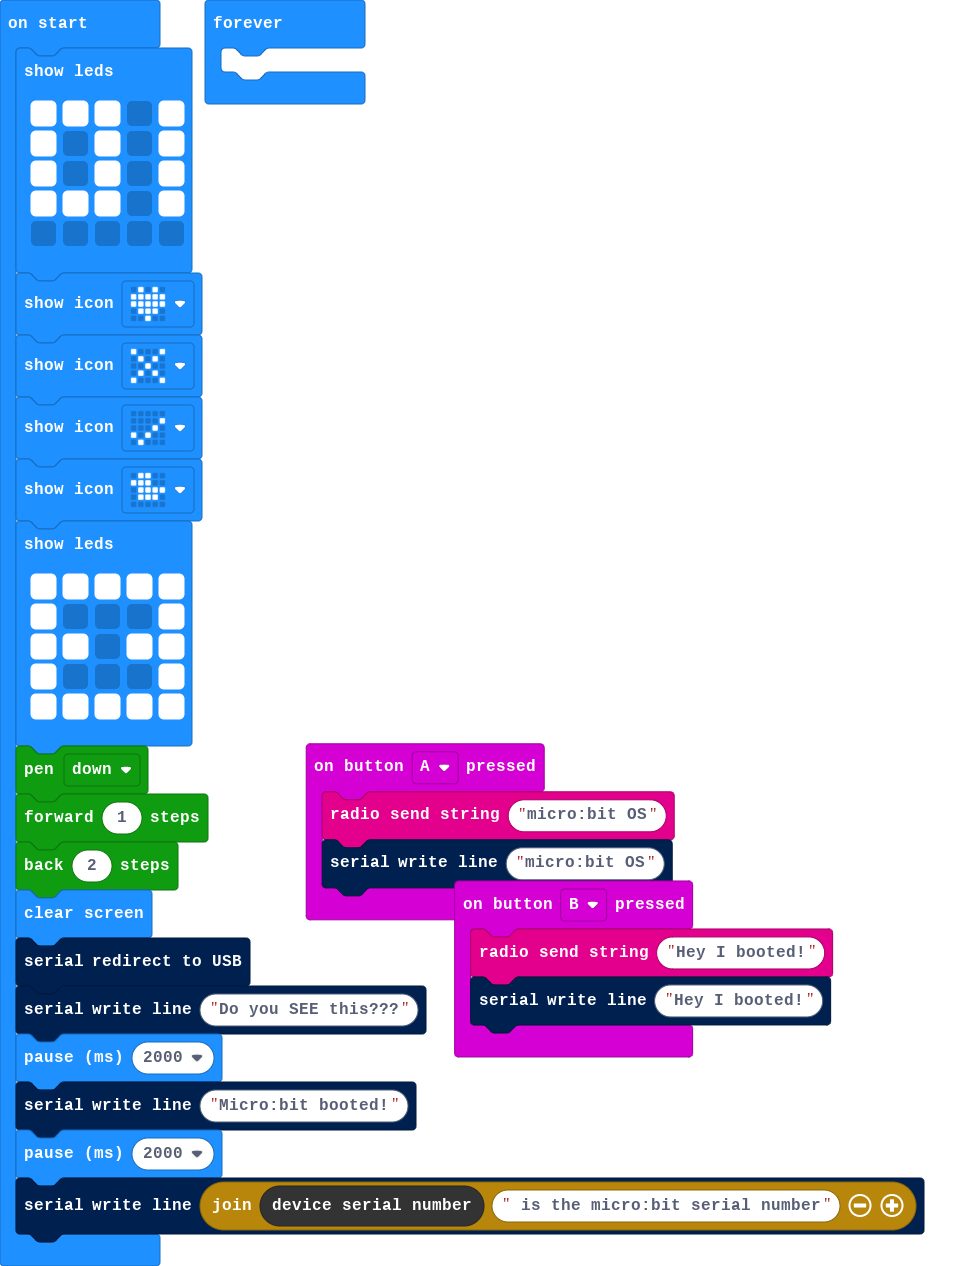 on start
show leds
show icon
show icon
show icon
show icon
show leds
pen down
forward 1 steps
back 2 steps
clear screen
serial redirect to USB
serial write line "Do you SEE this???"
pause (ms) 2000
serial write line "Micro:bit booted!"
pause (ms) 2000
serial write line join device serial number " is the micro:bit serial number"
forever
on button A pressed
radio send string "micro:bit OS"
serial write line "micro:bit OS"
on button B pressed
radio send string "Hey I booted!"
serial write line "Hey I booted!"